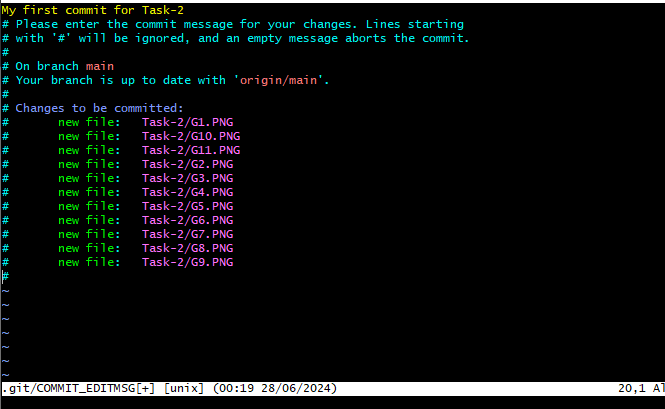 My first commit for Task-2
# Please enter the commit message for your changes. Lines starting
# with '#' will be ignored, and an empty message aborts the commit.
#
# On branch main
# Your branch is up to date with 'origin/main'.
#
# Changes to be committed:
#       new file:   Task-2/G1.PNG
#       new file:   Task-2/G10.PNG
#       new file:   Task-2/G11.PNG
#       new file:   Task-2/G2.PNG
#       new file:   Task-2/G3.PNG
#       new file:   Task-2/G4.PNG
#       new file:   Task-2/G5.PNG
#       new file:   Task-2/G6.PNG
#       new file:   Task-2/G7.PNG
#       new file:   Task-2/G8.PNG
#       new file:   Task-2/G9.PNG
#
~
~
~
~
~
~
~
.git/COMMIT_EDITMSG[+] [unix] (00:19 28/06/2024) 20,1 Al